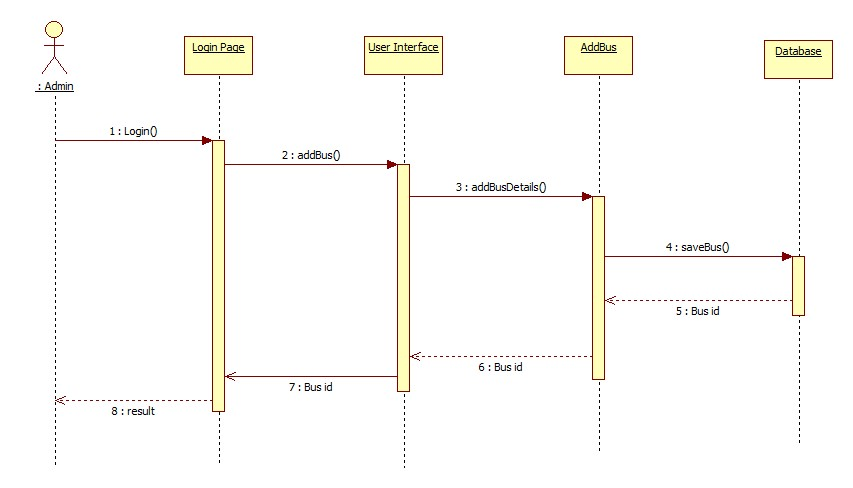 Login Page
User Interface
AddBus
Database
: Admin
1 : Login()
2 : addBus()
3 : addBusDetails()
4 : saveBus()
5 : Bus id
6 : Bus id
7 : Bus id
8 : result